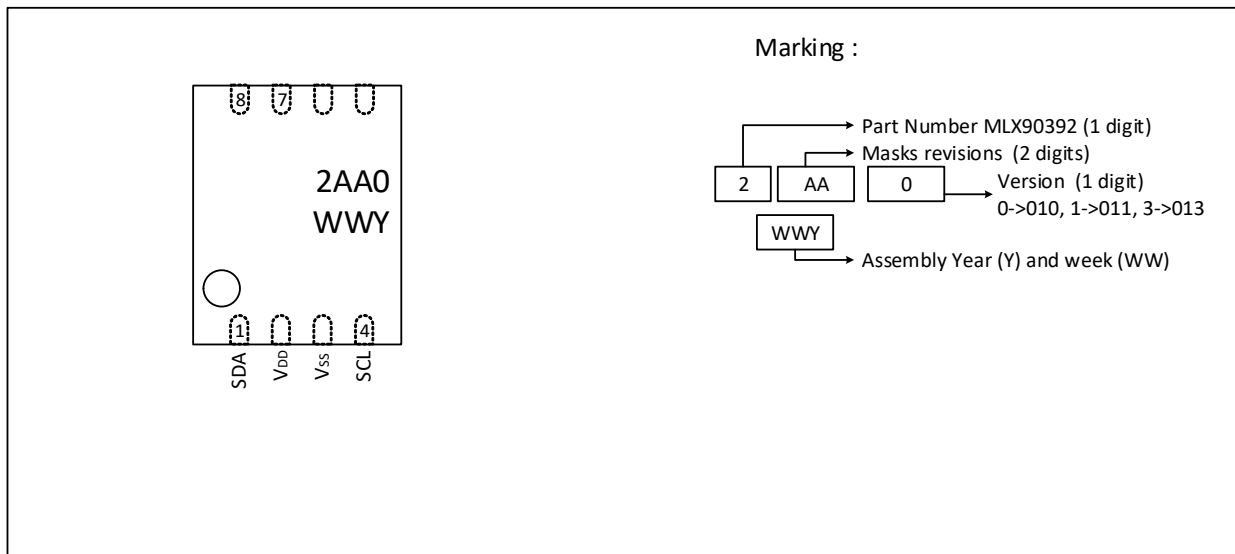 Marking :
8 7
2AA0
WWY
1 4
SDA VDD VSS SCL
Part Number MLX90392 (1 digit)
Masks revisions (2 digits)
2 AA 0
Version (1 digit)
0->010, 1->011, 3->013
WWY
Assembly Year (Y) and week (WW)